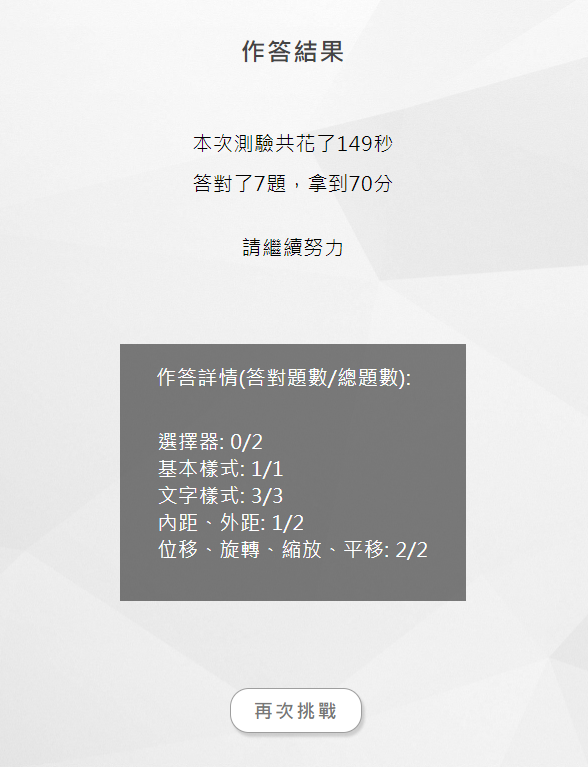 作答結果
本次測驗共花了149秒
答對了7題，拿到70分
請繼續努力
作答詳情(答對題數/總題數):
選擇器: 0/2
基本樣式: 1/1
文字樣式: 3/3
內距、外距: 1/2
位移、旋轉、縮放、平移: 2/2
再次挑戰